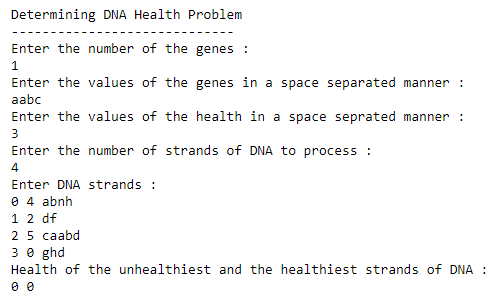 Determining DNA Health Problem
------------------------------
Enter the number of the genes :
1
Enter the values of the genes in a space separated manner :
aabc
Enter the values of the health in a space seprated manner :
3
Enter the number of strands of DNA to process :
4
Enter DNA strands :
0 4 abnh
1 2 df
2 5 caabd
3 0 ghd
Health of the unhealthiest and the healthiest strands of DNA :
0 0